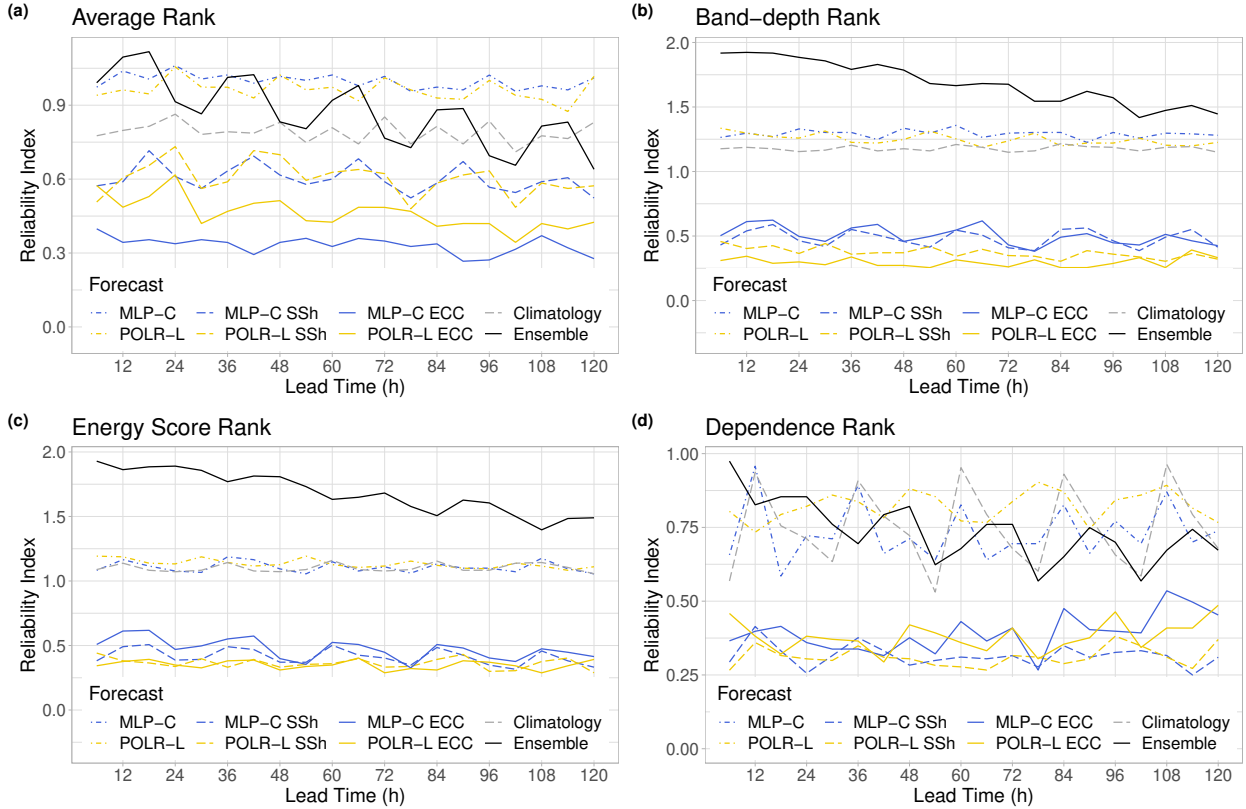 (a) Average Rank
Reliability Index
0.9
0.6
0.3
0.0
Forecast
MLP−C MLP−C SSh MLP−C ECC Climatology
POLR−L POLR−L SSh POLR−L ECC Ensemble
12 24 36 48 60 72 84 96 108 120
Lead Time (h)
(b) Band−depth Rank
Reliability Index
2.0
1.5
1.0
0.5
0.0
Forecast
MLP−C MLP−C SSh MLP−C ECC Climatology
POLR−L POLR−L SSh POLR−L ECC Ensemble
12 24 36 48 60 72 84 96 108 120
Lead Time (h)
(c) Energy Score Rank
Reliability Index
2.0
1.5
1.0
0.5
0.0
Forecast
MLP−C MLP−C SSh MLP−C ECC Climatology
POLR−L POLR−L SSh POLR−L ECC Ensemble
12 24 36 48 60 72 84 96 108 120
Lead Time (h)
(d) Dependence Rank
Reliability Index
1.00
0.75
0.50
0.25
0.00
Forecast
MLP−C MLP−C SSh MLP−C ECC Climatology
POLR−L POLR−L SSh POLR−L ECC Ensemble
12 24 36 48 60 72 84 96 108 120
Lead Time (h)